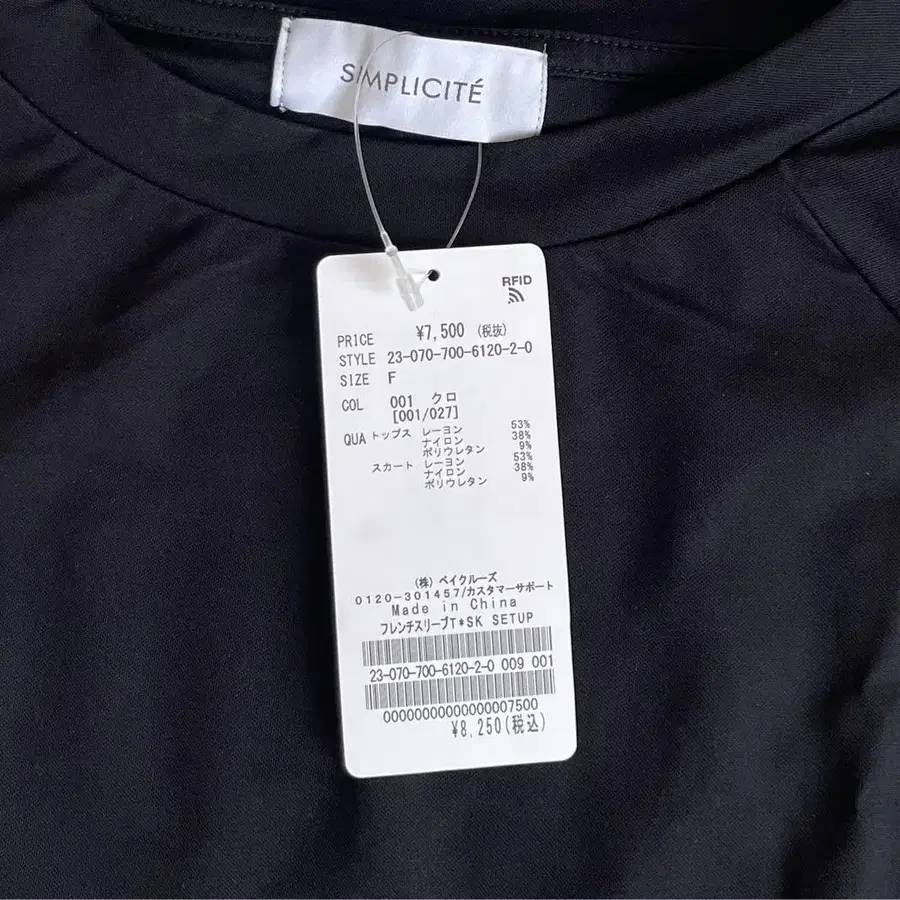 SIMPLICITÉ
RFID
PRICE ¥7,500 (税抜)
STYLE 23-070-700-6120-2-0
SIZE F
COL 001 クロ
[001/027]
QUA トップス レーヨン 53%
ナイロン 38%
ポリウレタン 9%
スカート レーヨン 53%
ナイロン 38%
ポリウレタン 9%
(株) ベイクルーズ
0120-301457/カスタマーサポート
Made in China
フレンチスリーブT*SK SETUP
23-070-700-6120-2-0 009 001
00000000000000007500
¥8,250(税込)